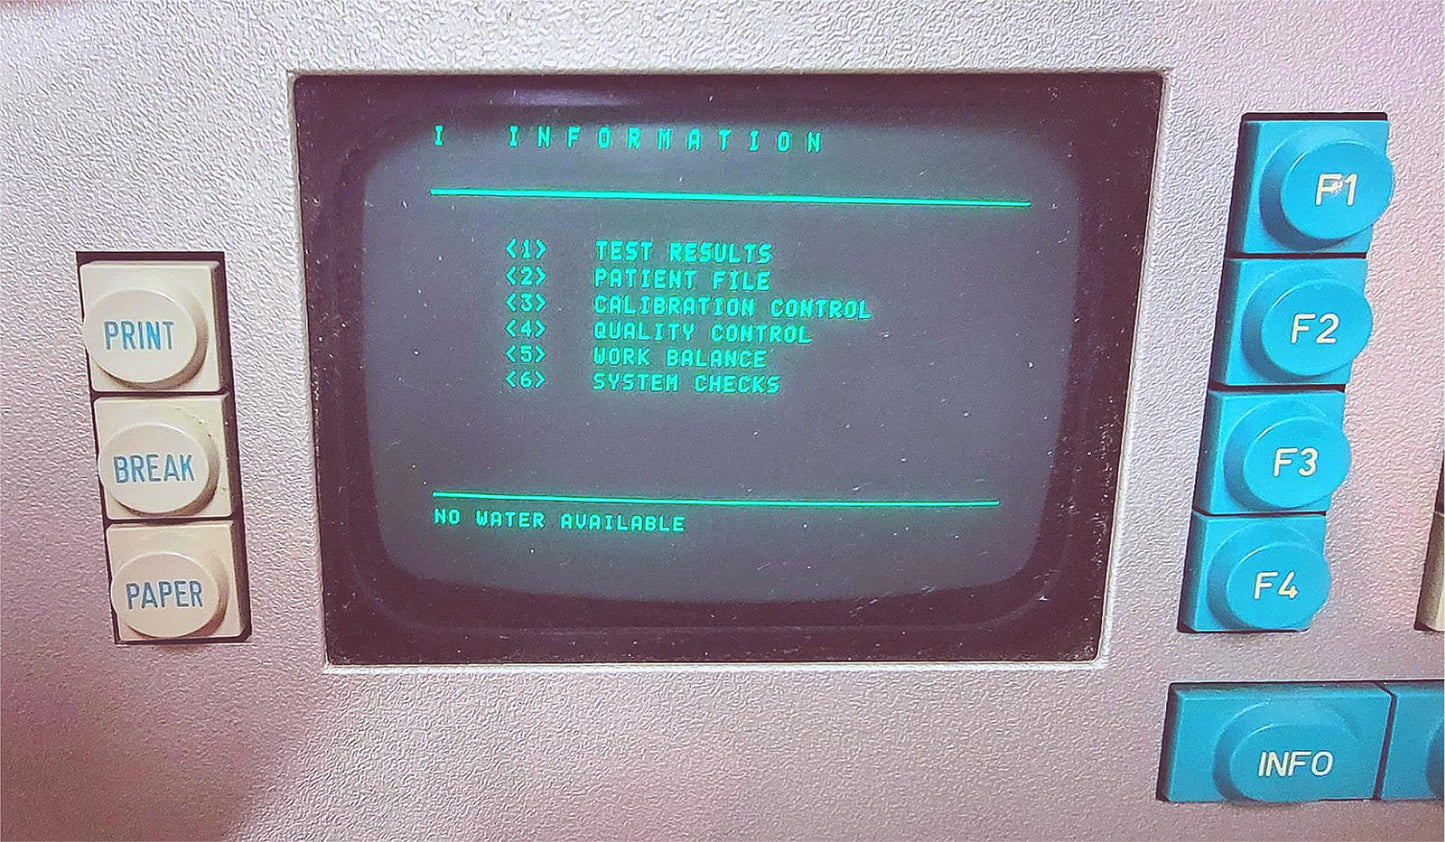 I INFORMATION
<1> TEST RESULTS
<2> PATIENT FILE
<3> CALIBRATION CONTROL
<4> QUALITY CONTROL
<5> WORK BALANCE
<6> SYSTEM CHECKS
NO WATER AVAILABLE
PRINT
BREAK
PAPER
F1
F2
F3
F4
INFO